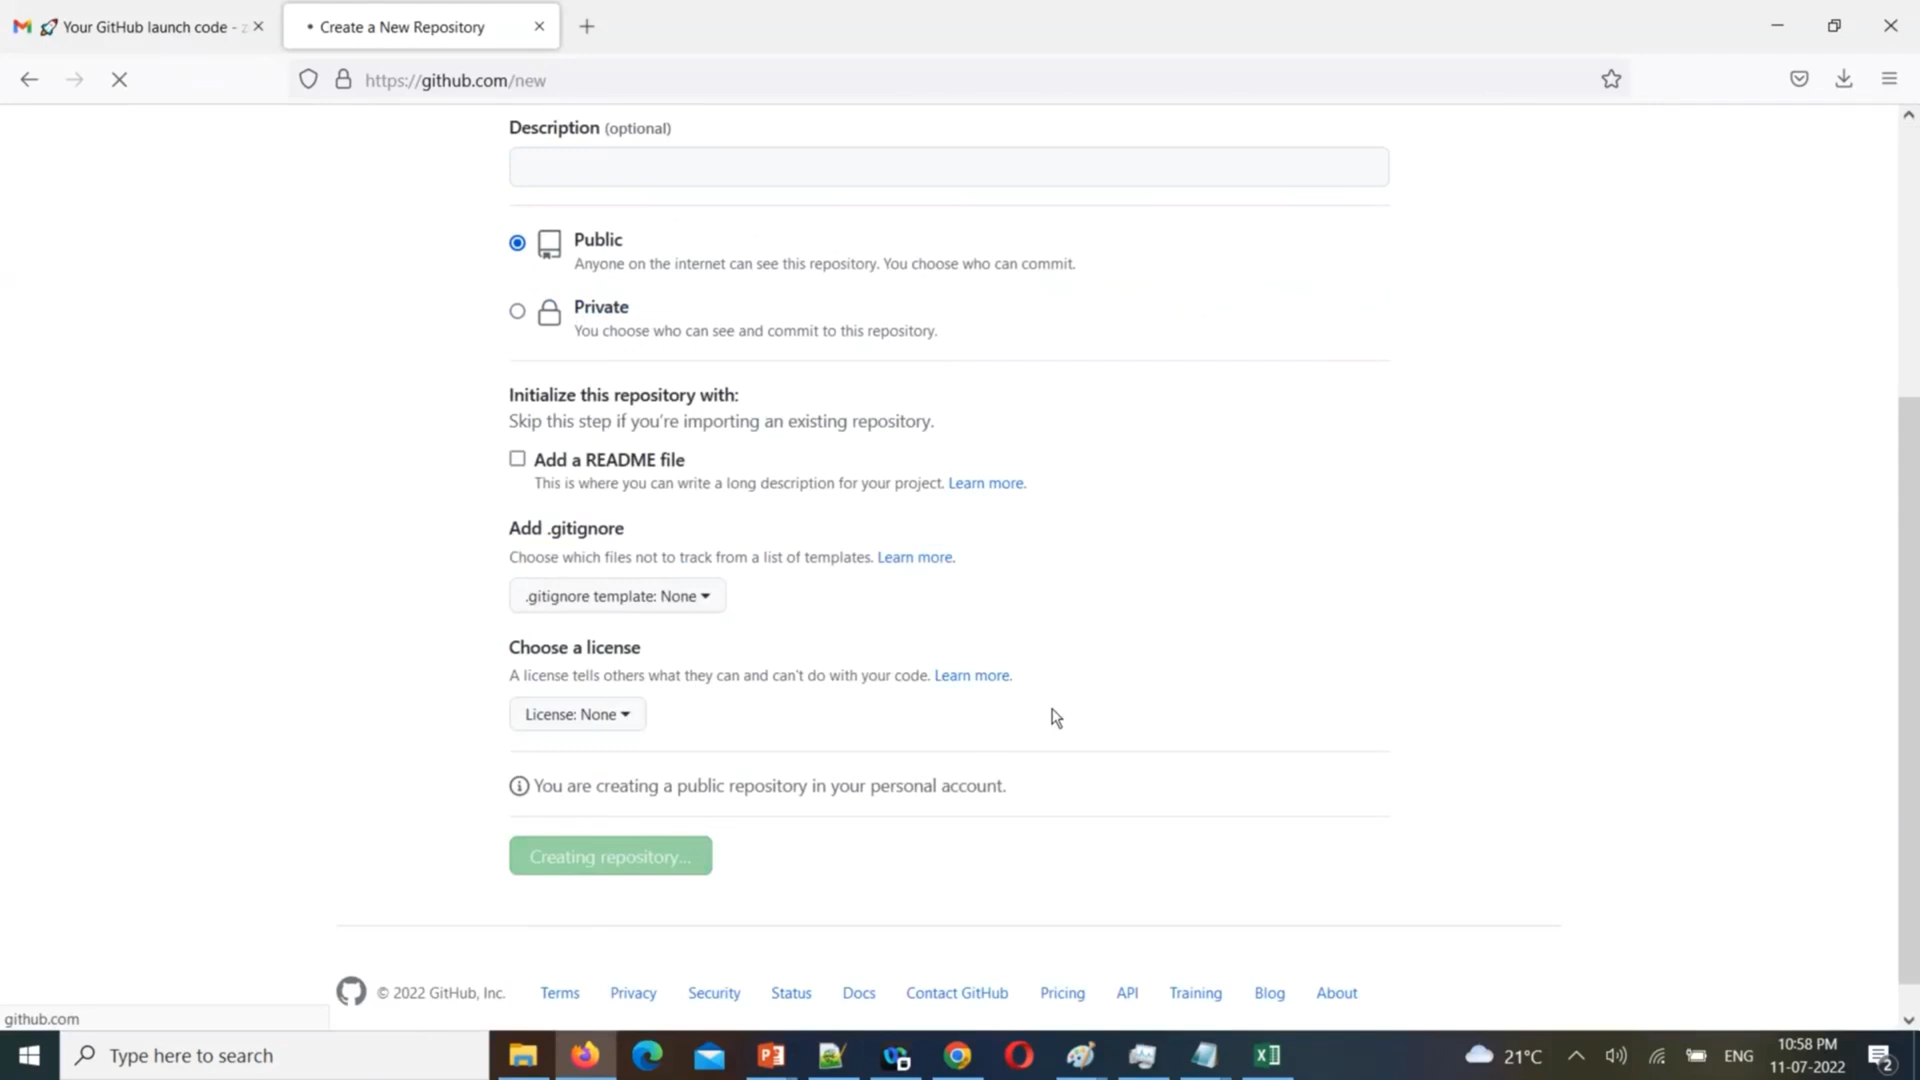 Your GitHub launch code - z
Create a New Repository
https://github.com/new
Description (optional)
Public
Anyone on the internet can see this repository. You choose who can commit.
Private
You choose who can see and commit to this repository.
Initialize this repository with:
Skip this step if you're importing an existing repository.
Add a README file
This is where you can write a long description for your project. Learn more.
Add .gitignore
Choose which files not to track from a list of templates. Learn more.
.gitignore template: None
Choose a license
A license tells others what they can and can't do with your code. Learn more.
License: None
You are creating a public repository in your personal account.
Creating repository...
© 2022 GitHub, Inc. Terms Privacy Security Status Docs Contact GitHub Pricing API Training Blog About
github.com
Type here to search
21°C
ENG
10:58 PM
11-07-2022
2